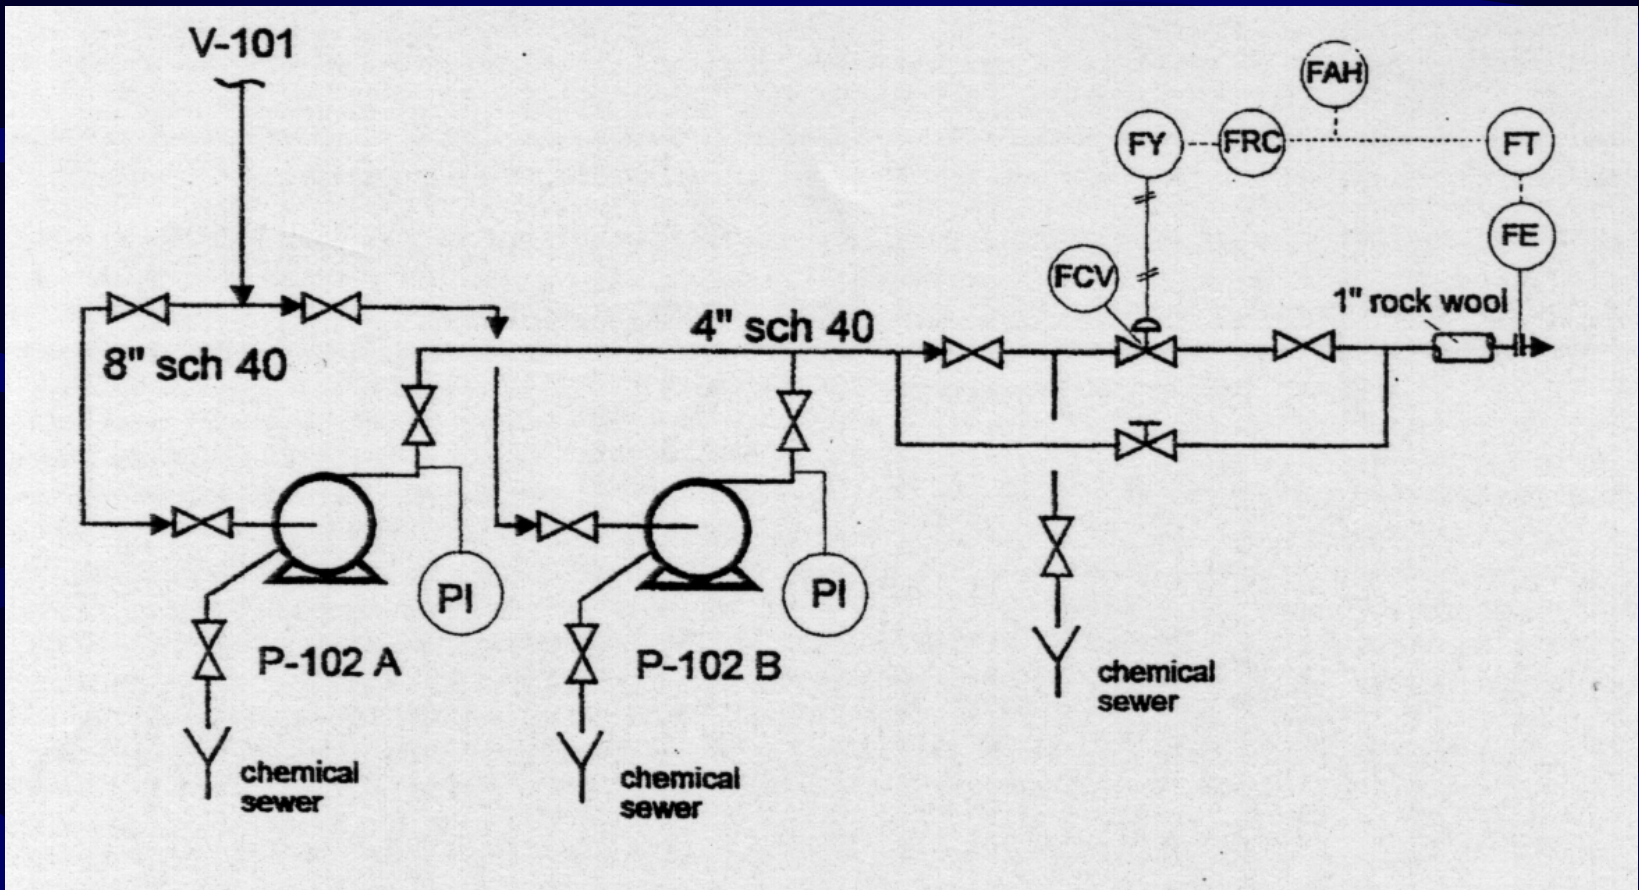 V-101
FAH
FY
FRC
FT
FE
FCV
1" rock wool
4" sch 40
8" sch 40
PI
PI
P-102 A
P-102 B
chemical
sewer
chemical
sewer
chemical
sewer